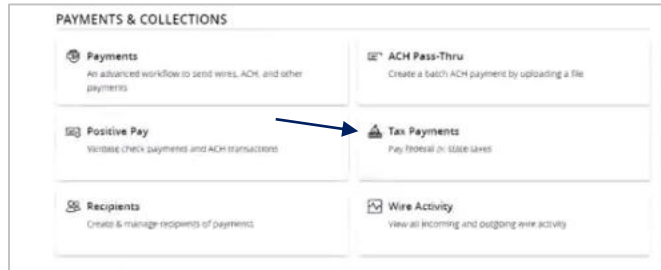 PAYMENTS & COLLECTIONS
Payments
An advanced workflow to send wires, ACH, and other
payments
ACH Pass-Thru
Create a batch ACH payment by uploading a file
Positive Pay
Validate check payments and ACH transactions
Tax Payments
Pay federal or state taxes
Recipients
Create & manage recipients of payments
Wire Activity
View all incoming and outgoing wire activity